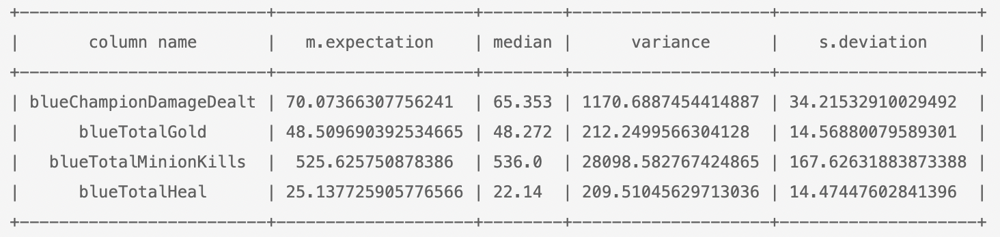 +-------------------------+--------------------+--------+--------------------+--------------------+
|       column name       |   m.expectation    | median |      variance      |    s.deviation     |
+-------------------------+--------------------+--------+--------------------+--------------------+
| blueChampionDamageDealt | 70.07366307756241  | 65.353 | 1170.6887454414887 | 34.21532910029492  |
|      blueTotalGold      | 48.509690392534665 | 48.272 | 212.2499566304128  | 14.56880079589301  |
|   blueTotalMinionKills  |  525.625750878386  | 536.0  | 28098.582767424865 | 167.62631883873388 |
|      blueTotalHeal      | 25.137725905776566 | 22.14  | 209.51045629713036 | 14.47447602841396  |
+-------------------------+--------------------+--------+--------------------+--------------------+